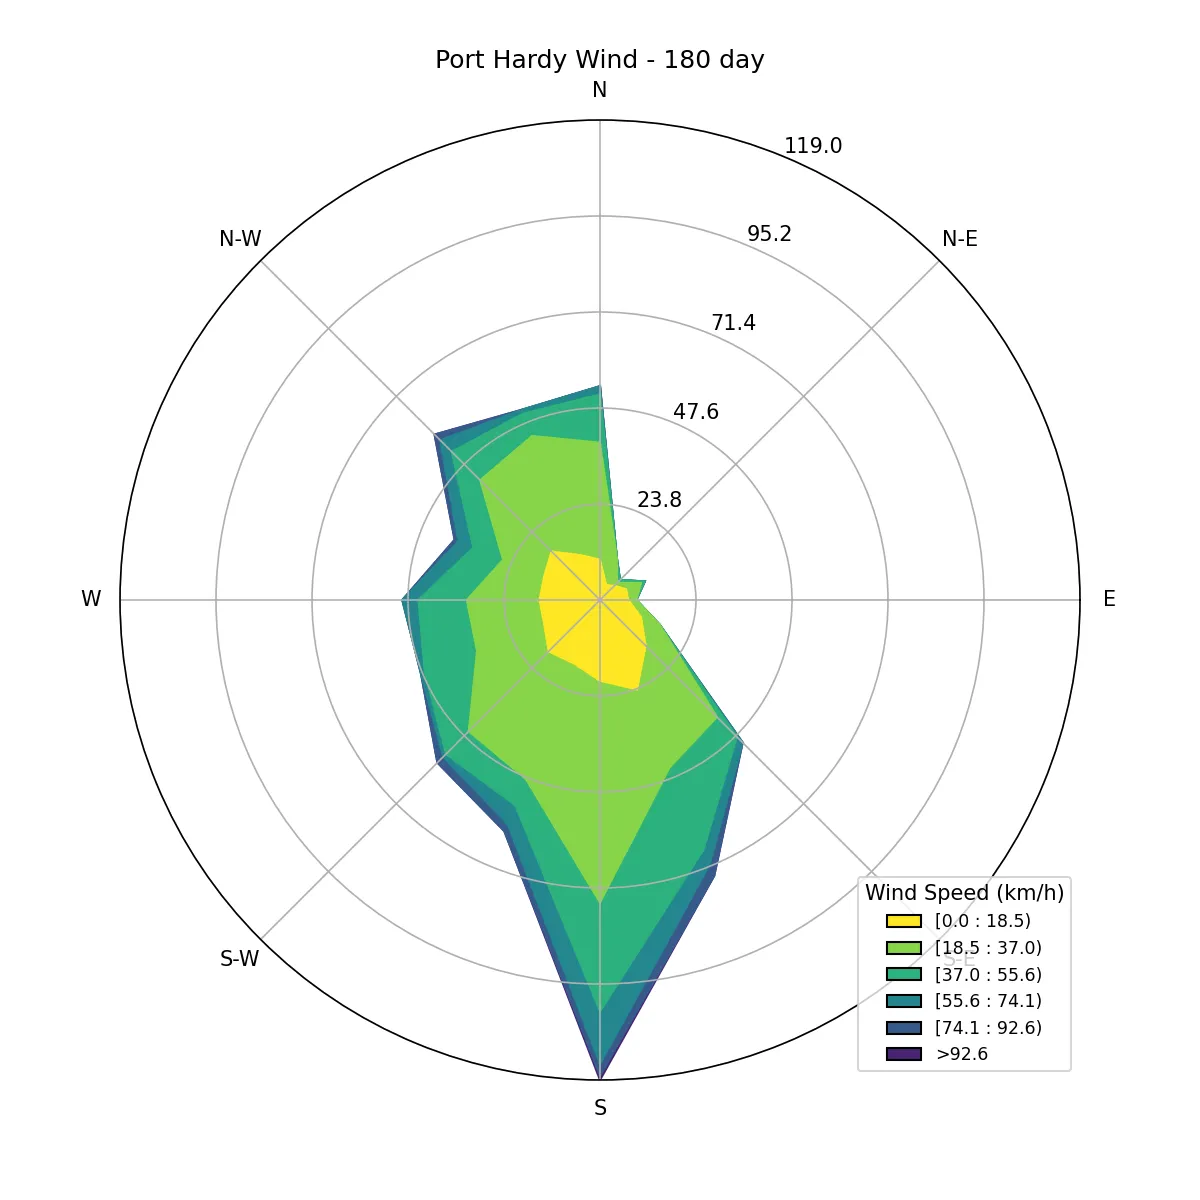 Port Hardy Wind - 180 day
N
119.0
95.2
N-W
N-E
71.4
47.6
23.8
W
E
S-W
S-E
S
Wind Speed (km/h)
[0.0 : 18.5)
[18.5 : 37.0)
[37.0 : 55.6)
[55.6 : 74.1)
[74.1 : 92.6)
>92.6